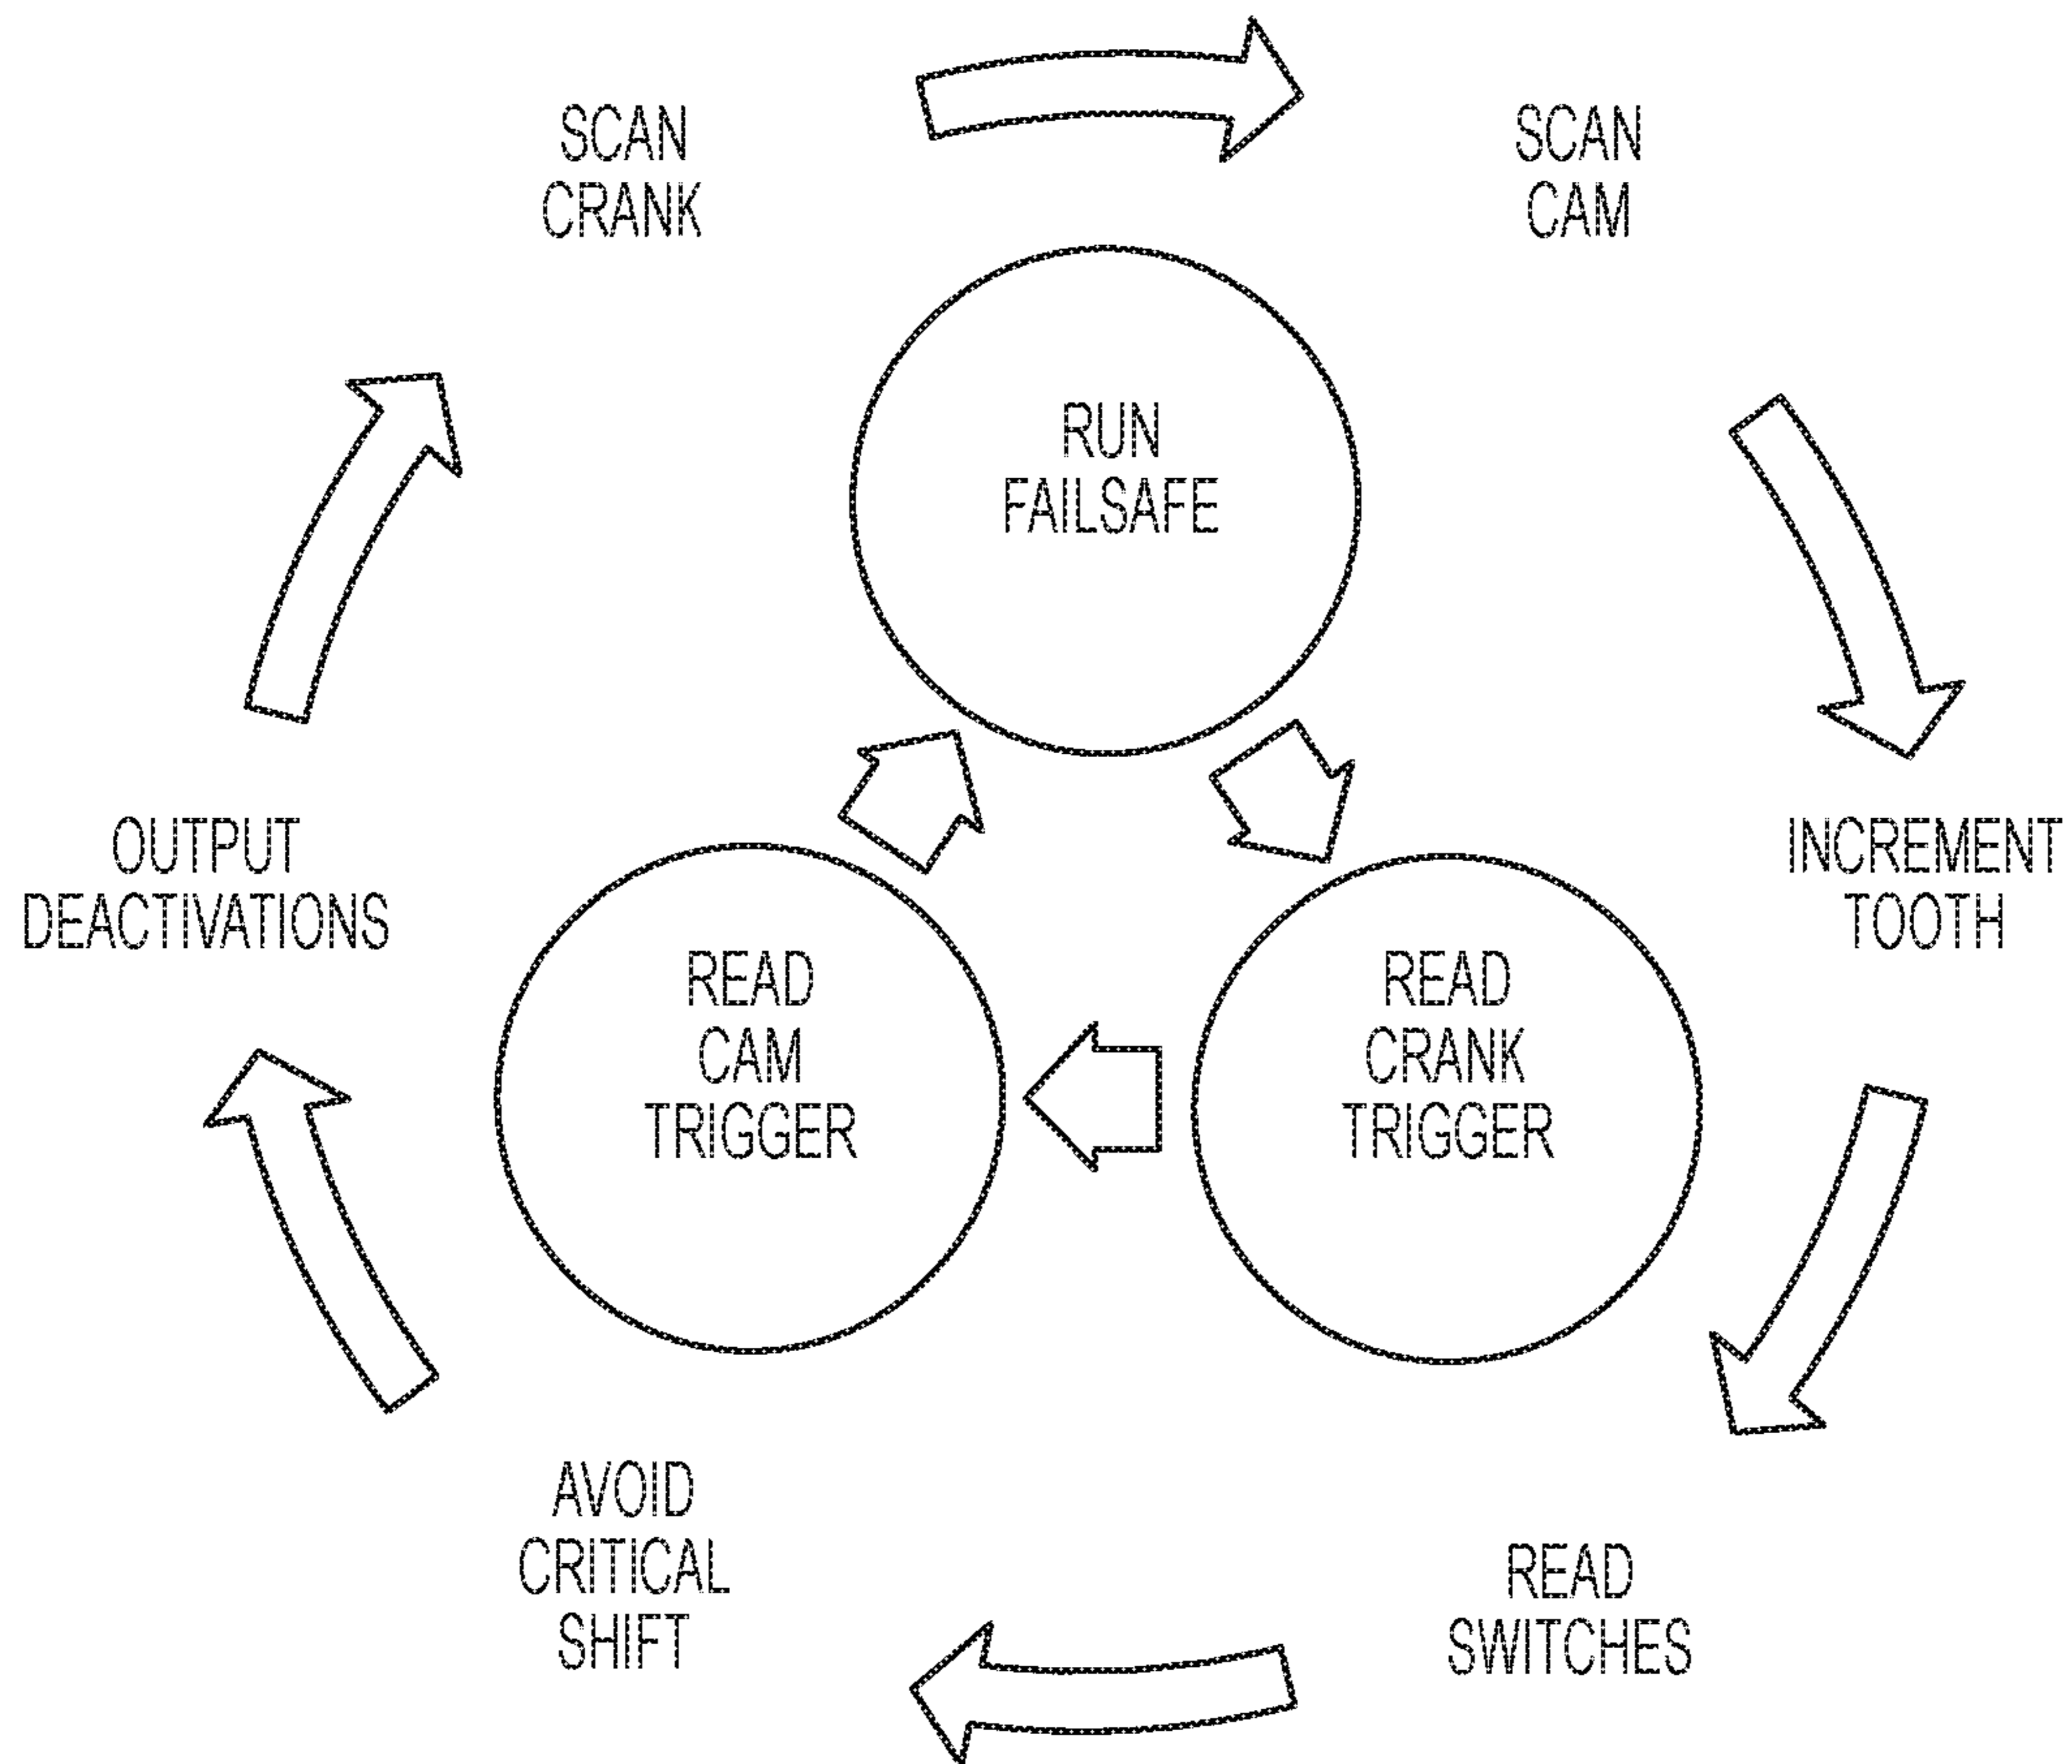 SCAN
CRANK
SCAN
CAM
RUN
FAILSAFE
OUTPUT
DEACTIVATIONS
INCREMENT
TOOTH
READ
CAM
TRIGGER
READ
CRANK
TRIGGER
AVOID
CRITICAL
SHIFT
READ
SWITCHES